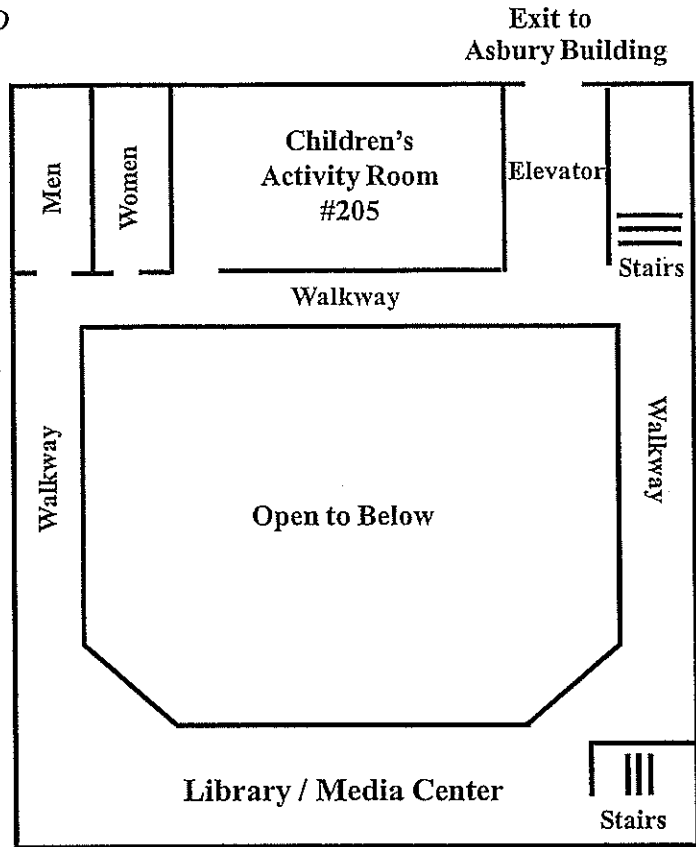 Exit to
Asbury Building
Men
Women
Children's
Activity Room
#205
Elevator
Stairs
Walkway
Walkway
Walkway
Open to Below
Library / Media Center
Stairs